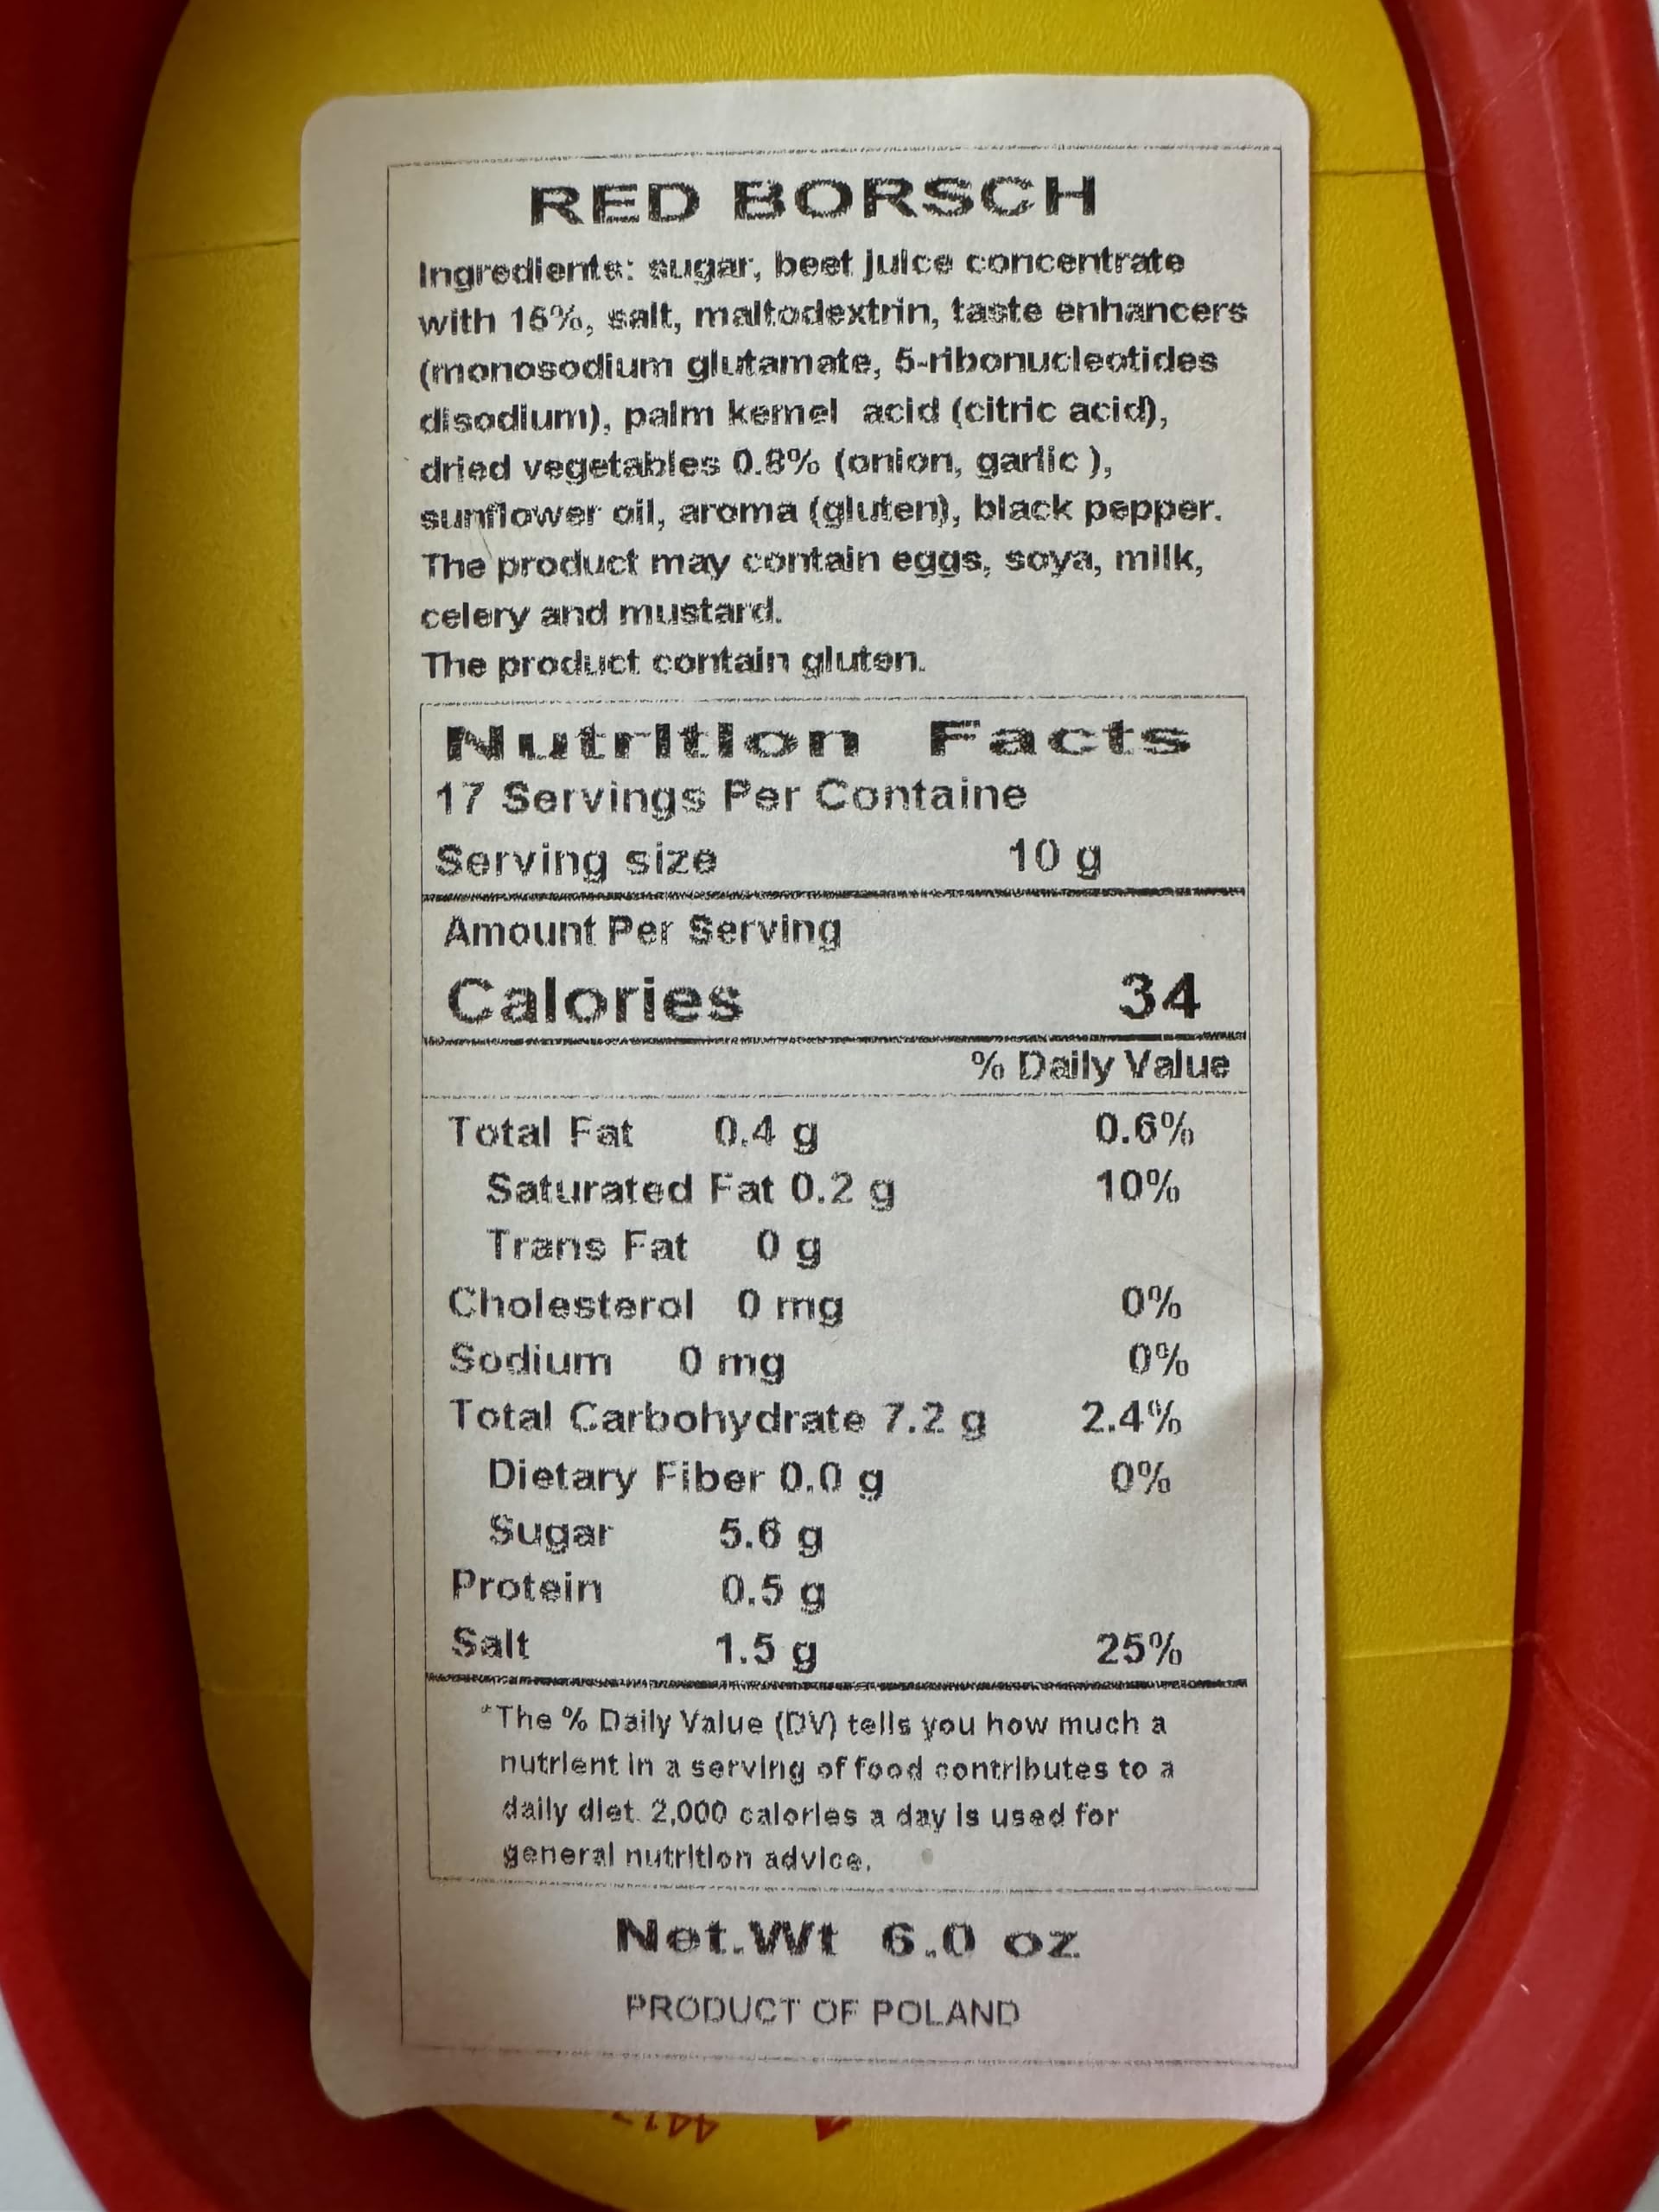 RED BORSCH
Ingredients: sugar, beet juice concentrate
with 15%, salt, maltodextrin, taste enhancers
(monosodium glutamate, 5-ribonucleotides
disodium), palm kernel acid (citric acid),
dried vegetables 0.8% (onion, garlic ),
sunflower oil, aroma (gluten), black pepper.
The product may contain eggs, soya, milk,
celery and mustard.
The product contain gluten.
Nutrition Facts
17 Servings Per Containe
Serving size 10 g
Amount Per Serving
Calories 34
% Daily Value
Total Fat 0.4 g 0.6%
Saturated Fat 0.2 g 10%
Trans Fat 0 g
Cholesterol 0 mg 0%
Sodium 0 mg 0%
Total Carbohydrate 7.2 g 2.4%
Dietary Fiber 0.0 g 0%
Sugar 5.6 g
Protein 0.5 g
Salt 1.5 g 25%
*The % Daily Value (DV) tells you how much a
nutrient in a serving of food contributes to a
daily diet. 2,000 calories a day is used for
general nutrition advice.
Net.Wt 6.0 oz
PRODUCT OF POLAND